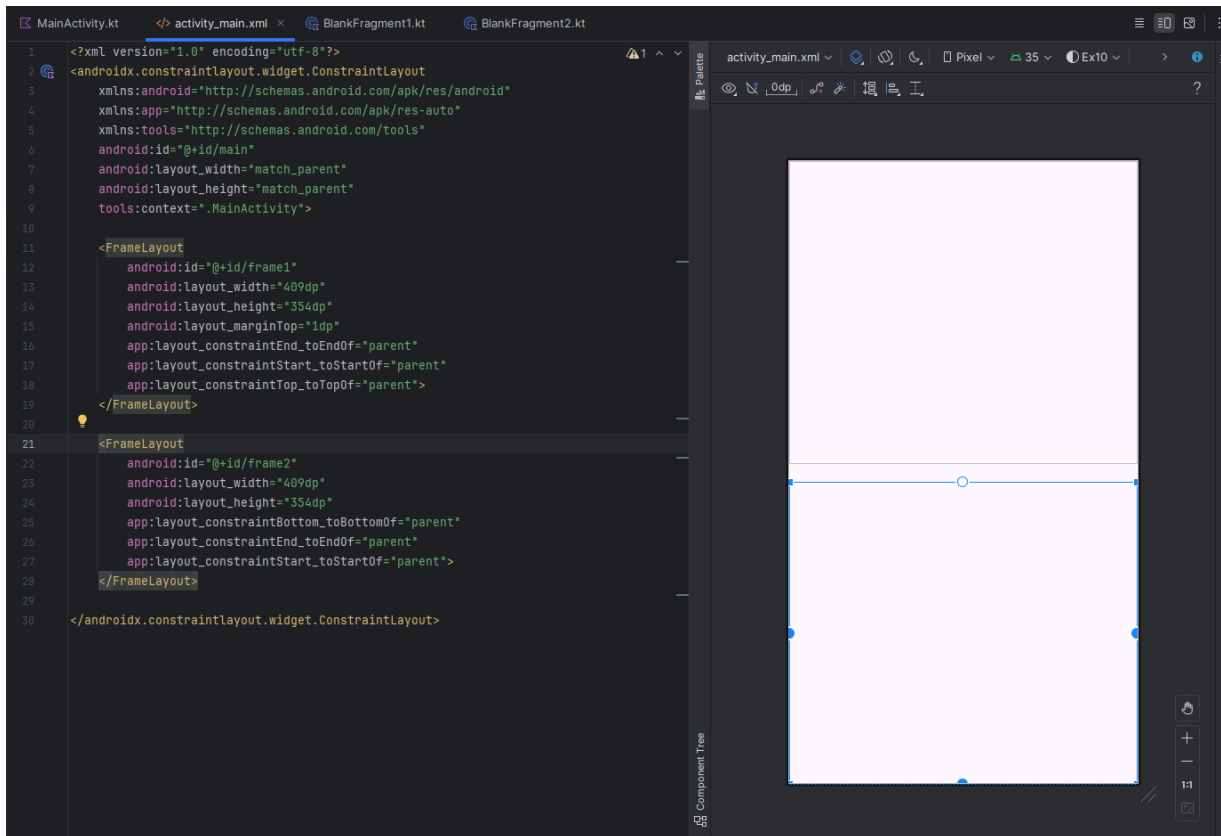 MainActivity.kt
</> activity_main.xml ×
BlankFragment1.kt
BlankFragment2.kt
1 <?xml version="1.0" encoding="utf-8"?>
2 <androidx.constraintlayout.widget.ConstraintLayout
3 xmlns:android="http://schemas.android.com/apk/res/android"
4 xmlns:app="http://schemas.android.com/apk/res-auto"
5 xmlns:tools="http://schemas.android.com/tools"
6 android:id="@+id/main"
7 android:layout_width="match_parent"
8 android:layout_height="match_parent"
9 tools:context=".MainActivity">
10
11 <FrameLayout
12 android:id="@+id/frame1"
13 android:layout_width="409dp"
14 android:layout_height="354dp"
15 android:layout_marginTop="1dp"
16 app:layout_constraintEnd_toEndOf="parent"
17 app:layout_constraintStart_toStartOf="parent"
18 app:layout_constraintTop_toTopOf="parent">
19 </FrameLayout>
20
21 <FrameLayout
22 android:id="@+id/frame2"
23 android:layout_width="409dp"
24 android:layout_height="354dp"
25 app:layout_constraintBottom_toBottomOf="parent"
26 app:layout_constraintEnd_toEndOf="parent"
27 app:layout_constraintStart_toStartOf="parent">
28 </FrameLayout>
29
30 </androidx.constraintlayout.widget.ConstraintLayout>
1
Palette
Component Tree
activity_main.xml
Pixel
35
Ex10
0dp
?
1:1